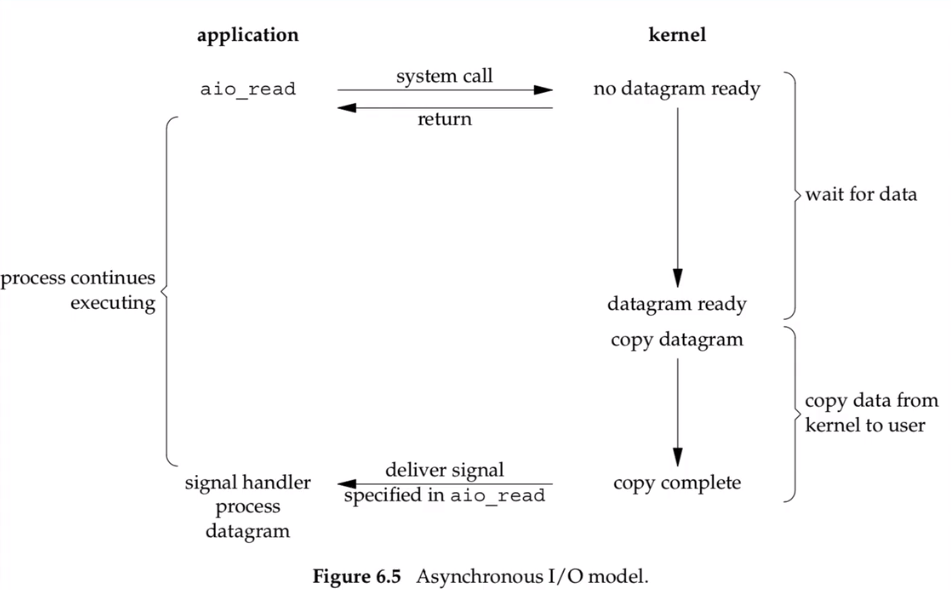 application
kernel
aio_read
system call
no datagram ready
return
wait for data
process continues
executing
datagram ready
copy datagram
copy data from
kernel to user
signal handler
process
datagram
deliver signal
specified in aio_read
copy complete
Figure 6.5 Asynchronous I/O model.